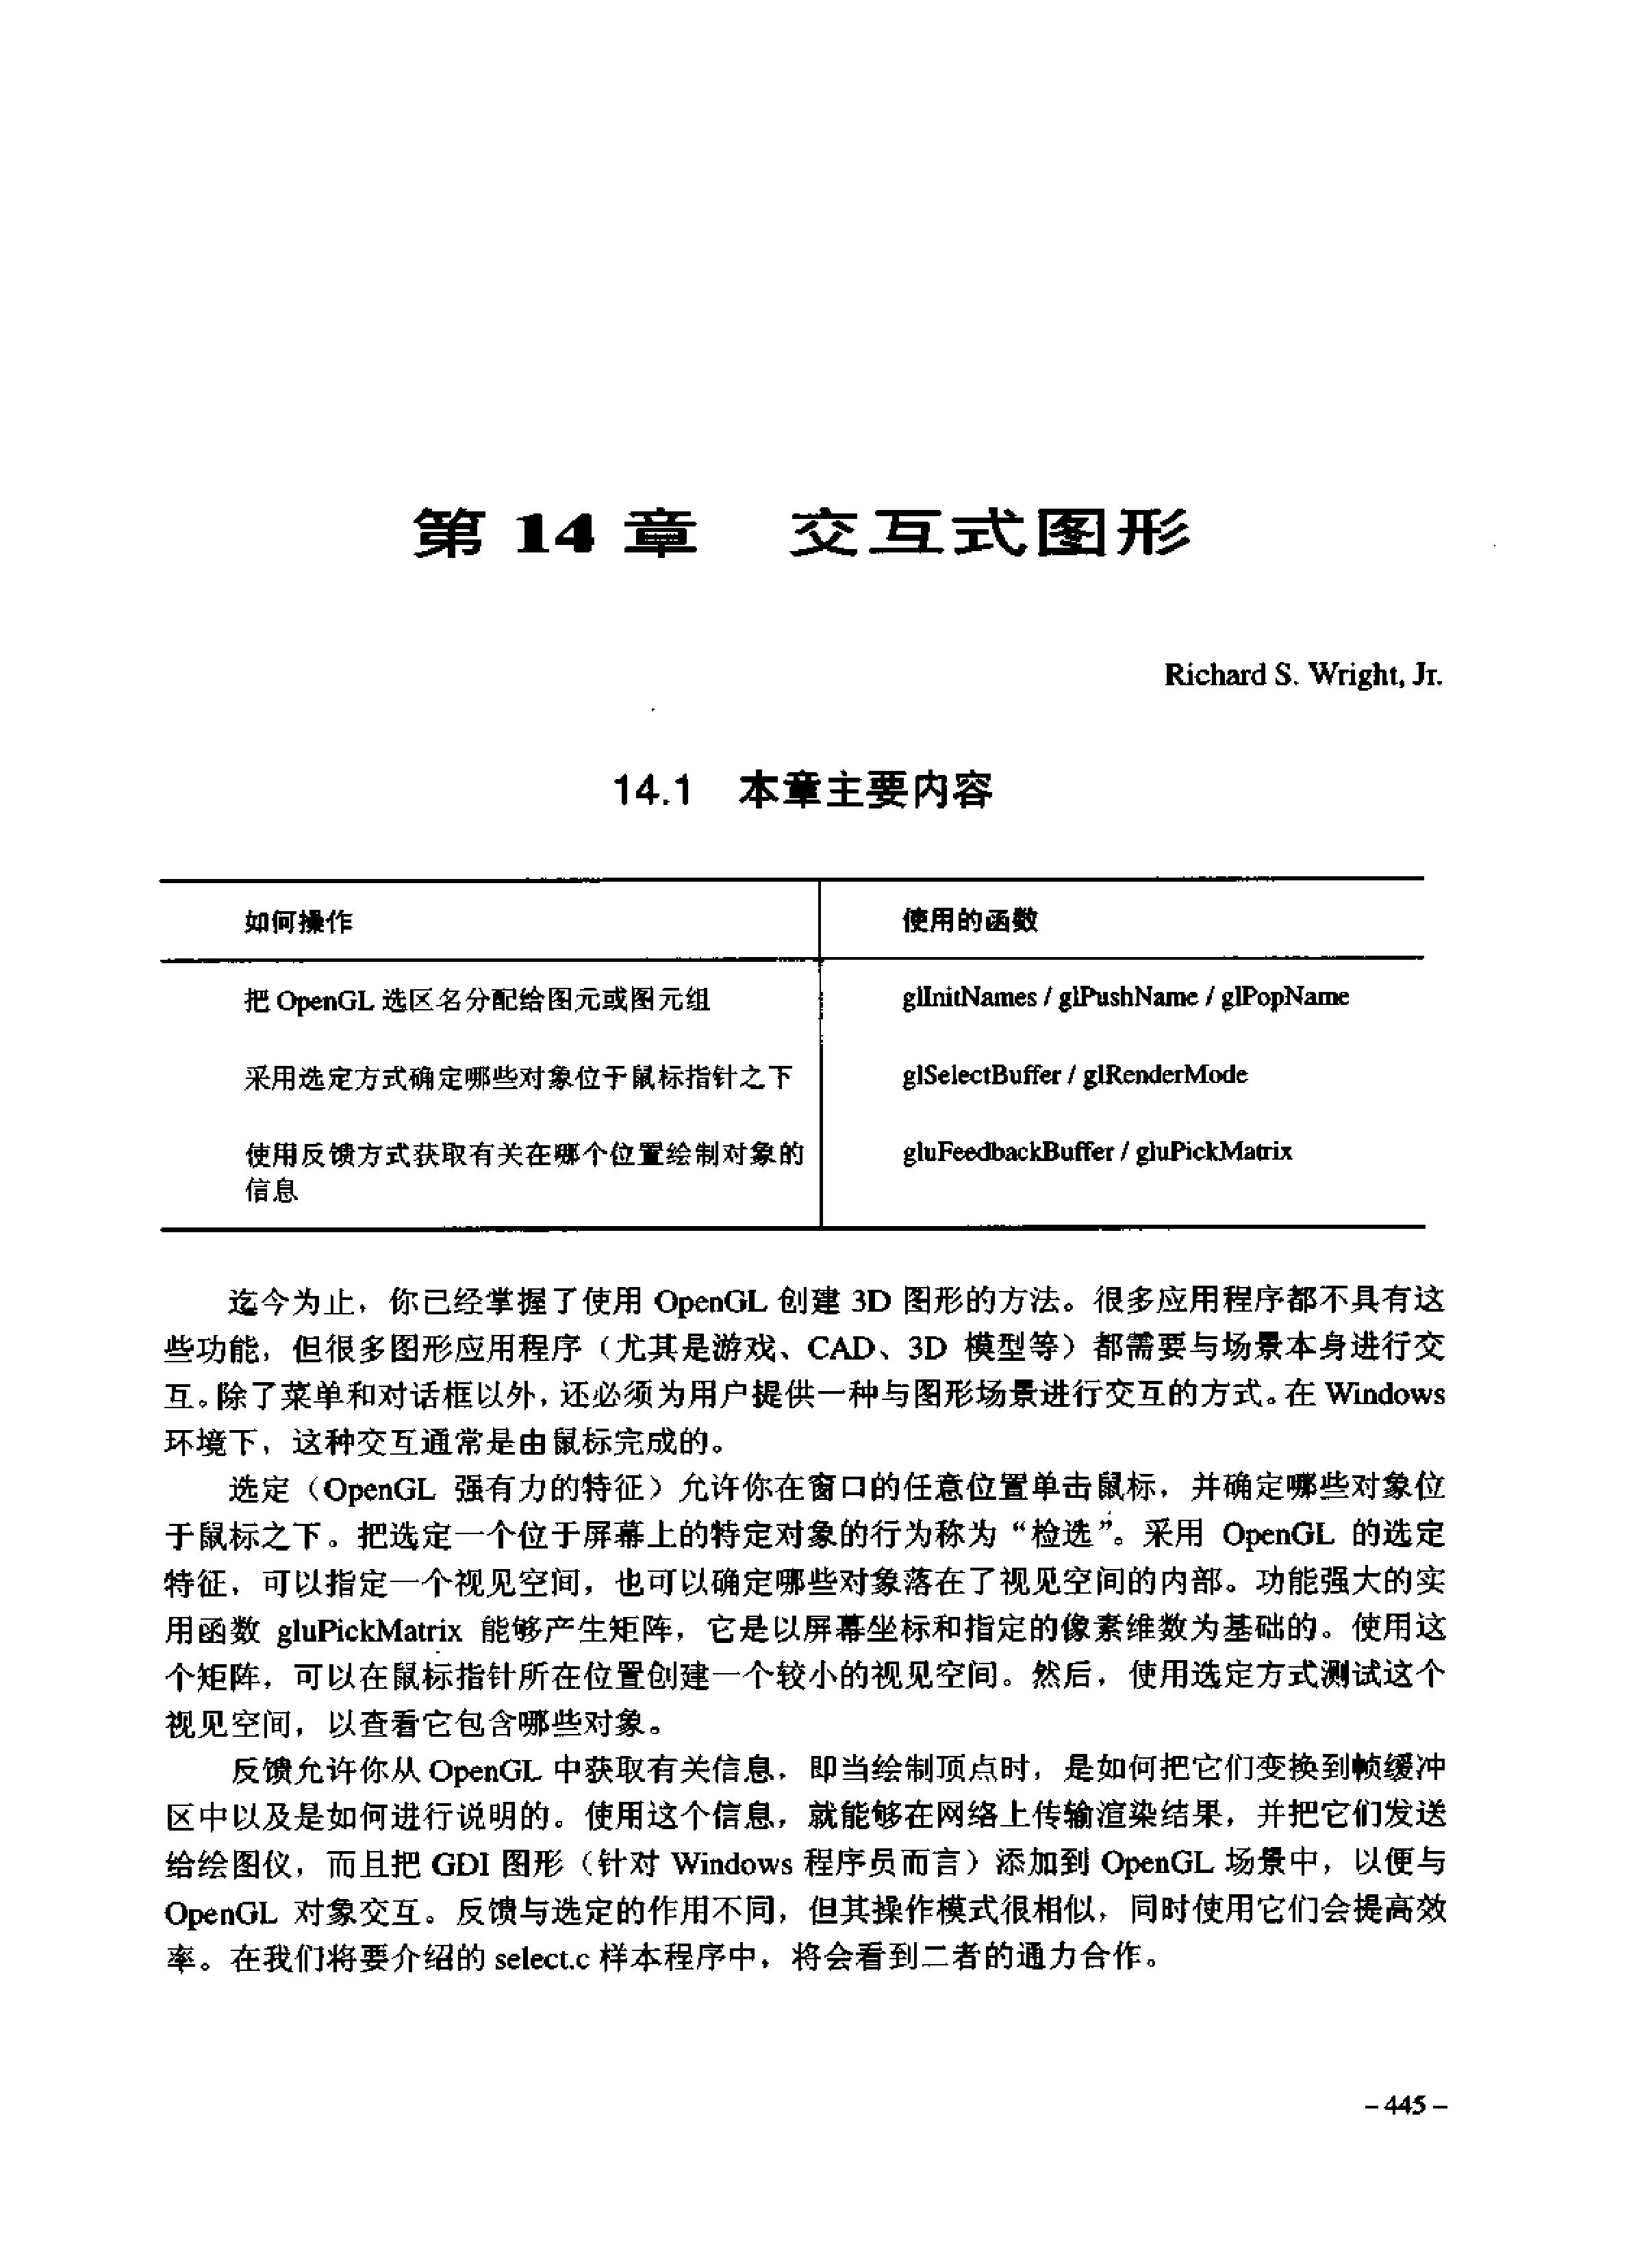 第 14 章　交互式图形
Richard S. Wright, Jr.
14.1　本章主要内容
如何操作　使用的函数
把 OpenGL 选区名分配给图元或图元组　glInitNames / glPushName / glPopName
采用选定方式确定哪些对象位于鼠标指针之下　glSelectBuffer / glRenderMode
使用反馈方式获取有关在哪个位置绘制对象的　gluFeedbackBuffer / gluPickMatrix
信息
迄今为止，你已经掌握了使用 OpenGL 创建 3D 图形的方法。很多应用程序都不具有这
些功能，但很多图形应用程序（尤其是游戏、CAD、3D 模型等）都需要与场景本身进行交
互。除了菜单和对话框以外，还必须为用户提供一种与图形场景进行交互的方式。在 Windows
环境下，这种交互通常是由鼠标完成的。
选定（OpenGL 强有力的特征）允许你在窗口的任意位置单击鼠标，并确定哪些对象位
于鼠标之下。把选定一个位于屏幕上的特定对象的行为称为“检选”。采用 OpenGL 的选定
特征，可以指定一个视见空间，也可以确定哪些对象落在了视见空间的内部。功能强大的实
用函数 gluPickMatrix 能够产生矩阵，它是以屏幕坐标和指定的像素维数为基础的。使用这
个矩阵，可以在鼠标指针所在位置创建一个较小的视见空间。然后，使用选定方式测试这个
视见空间，以查看它包含哪些对象。
反馈允许你从 OpenGL 中获取有关信息，即当绘制顶点时，是如何把它们变换到帧缓冲
区中以及是如何进行说明的。使用这个信息，就能够在网络上传输渲染结果，并把它们发送
给绘图仪，而且把 GDI 图形（针对 Windows 程序员而言）添加到 OpenGL 场景中，以便与
OpenGL 对象交互。反馈与选定的作用不同，但其操作模式很相似，同时使用它们会提高效
率。在我们将要介绍的 select.c 样本程序中，将会看到二者的通力合作。
– 445 –